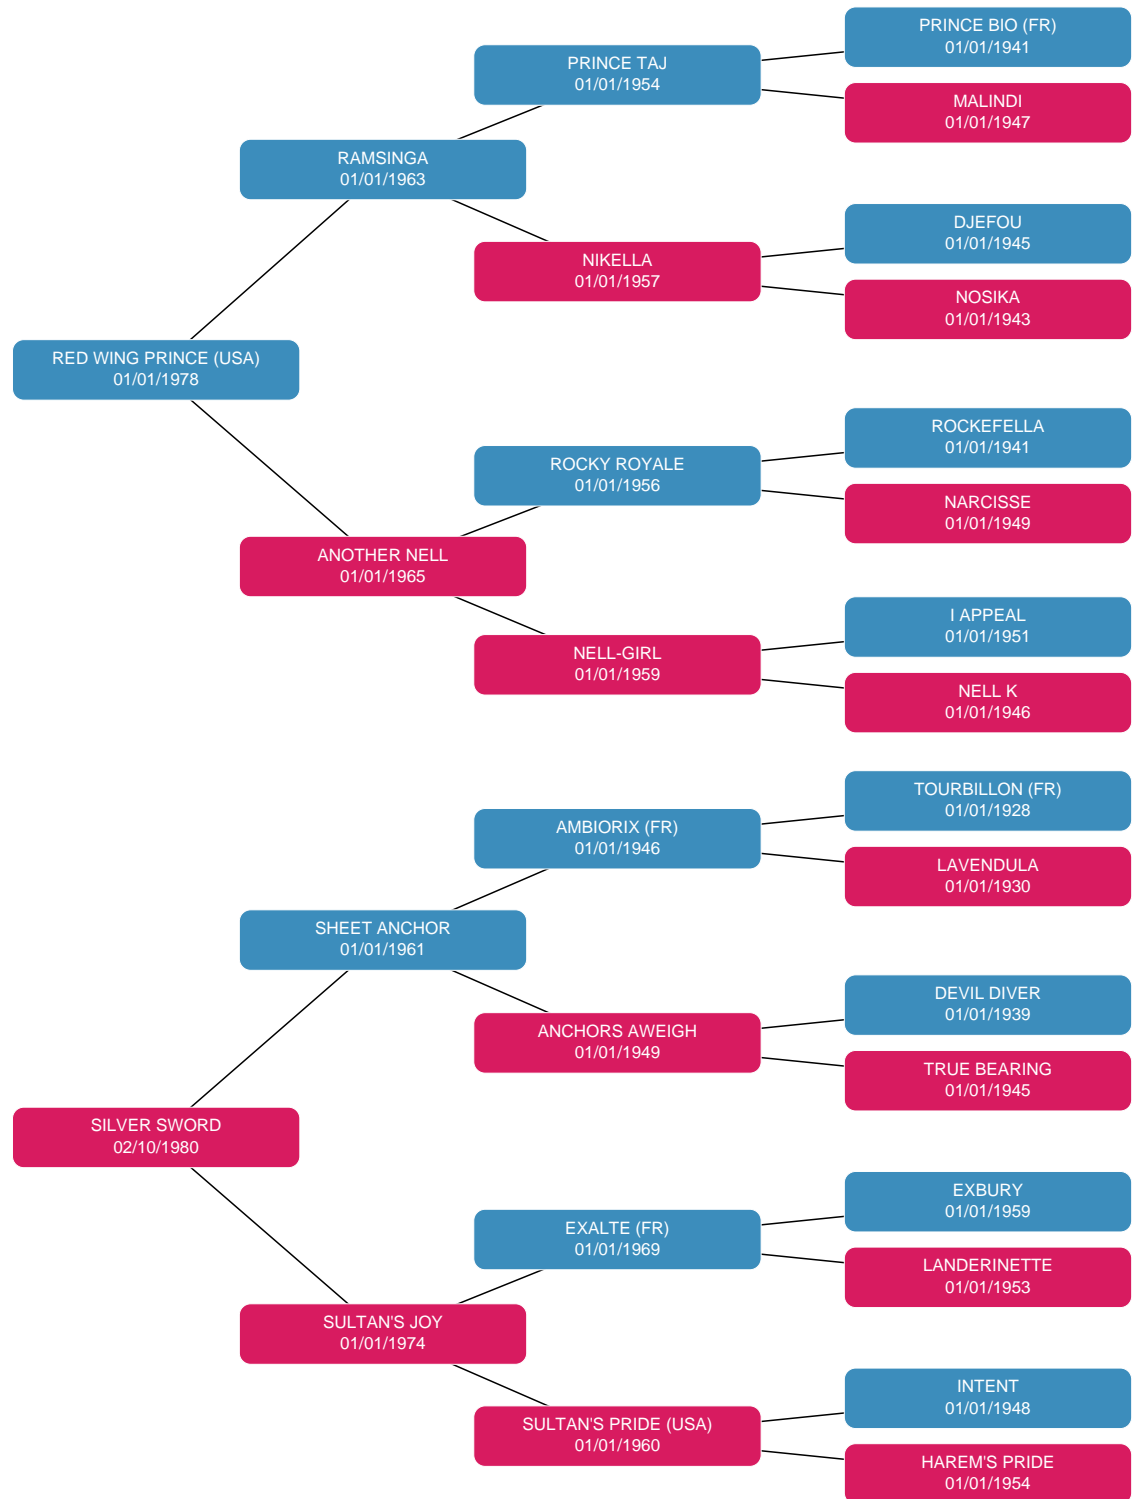 PRINCE BIO (FR)
01/01/1941
PRINCE TAJ
01/01/1954
MALINDI
01/01/1947
RAMSINGA
01/01/1963
DJEFOU
01/01/1945
NIKELLA
01/01/1957
NOSIKA
01/01/1943
RED WING PRINCE (USA)
01/01/1978
ROCKEFELLA
01/01/1941
ROCKY ROYALE
01/01/1956
NARCISSE
01/01/1949
ANOTHER NELL
01/01/1965
I APPEAL
01/01/1951
NELL-GIRL
01/01/1959
NELL K
01/01/1946
TOURBILLON (FR)
01/01/1928
AMBIORIX (FR)
01/01/1946
LAVENDULA
01/01/1930
SHEET ANCHOR
01/01/1961
DEVIL DIVER
01/01/1939
ANCHORS AWEIGH
01/01/1949
TRUE BEARING
01/01/1945
SILVER SWORD
02/10/1980
EXBURY
01/01/1959
EXALTE (FR)
01/01/1969
LANDERINETTE
01/01/1953
SULTAN'S JOY
01/01/1974
INTENT
01/01/1948
SULTAN'S PRIDE (USA)
01/01/1960
HAREM'S PRIDE
01/01/1954